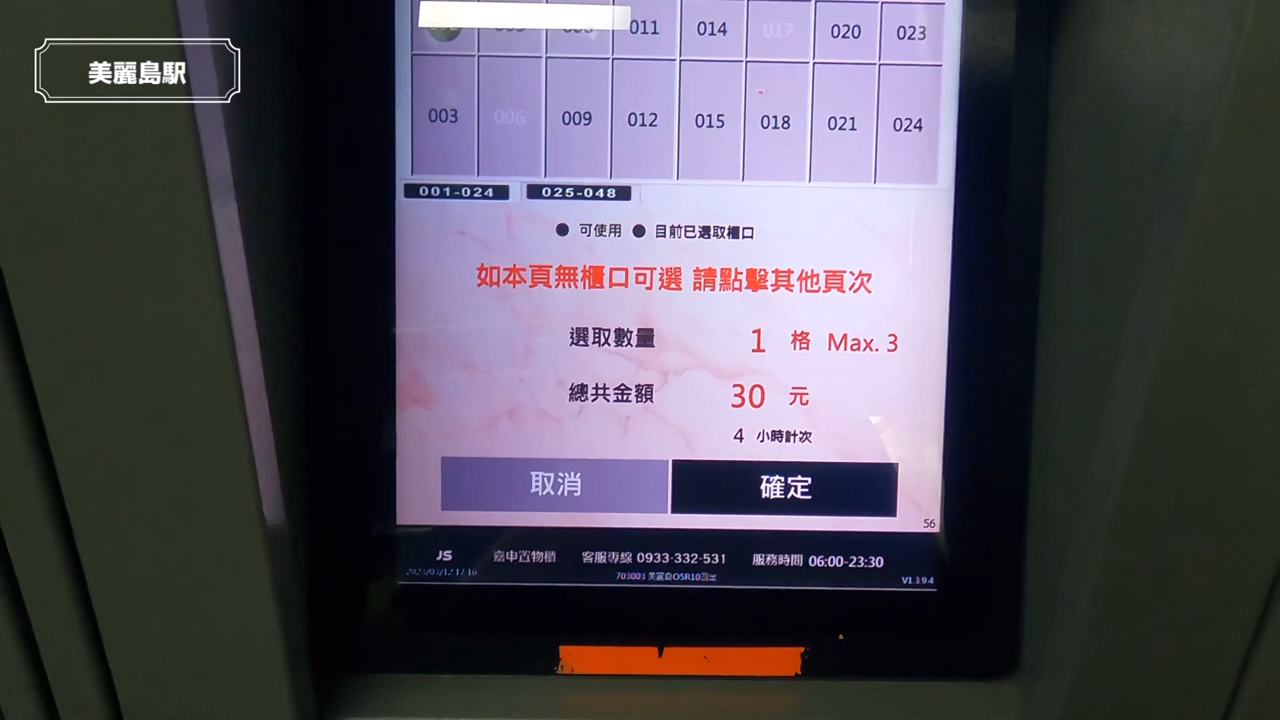 美麗島駅
011 014 017 020 023
003 006 009 012 015 018 021 024
001-024 025-048
● 可使用 ● 目前已選取櫃口
如本頁無櫃口可選 請點擊其他頁次
選取數量 1 格 Max. 3
總共金額 30 元
4 小時計次
取消 確定
56
JS 嘉申置物櫃 客服專線 0933-332-531 服務時間 06:00-23:30
703003 美麗島O5R10 V1.3.9.4